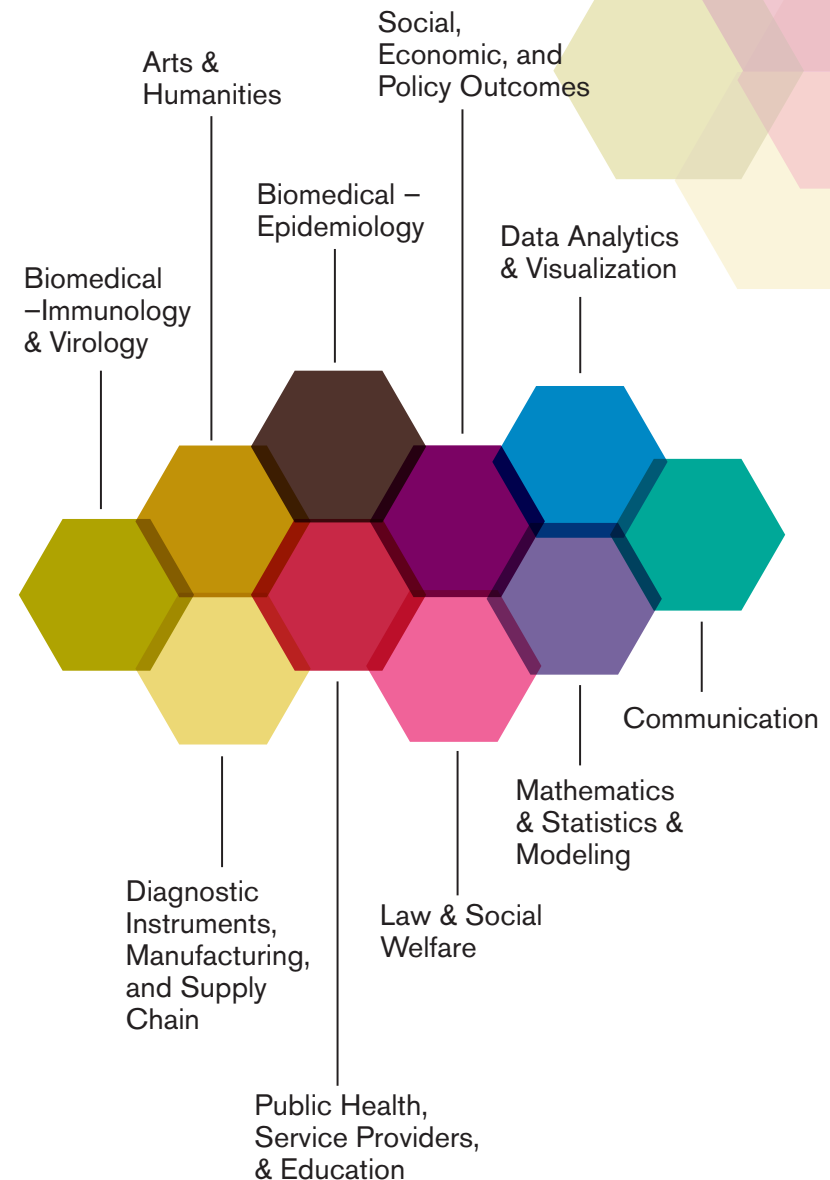 Social,
Economic, and
Policy Outcomes
Arts &
Humanities
Biomedical –
Epidemiology
Data Analytics
& Visualization
Biomedical
–Immunology
& Virology
Communication
Mathematics
& Statistics &
Modeling
Diagnostic
Instruments,
Manufacturing,
and Supply
Chain
Law & Social
Welfare
Public Health,
Service Providers,
& Education